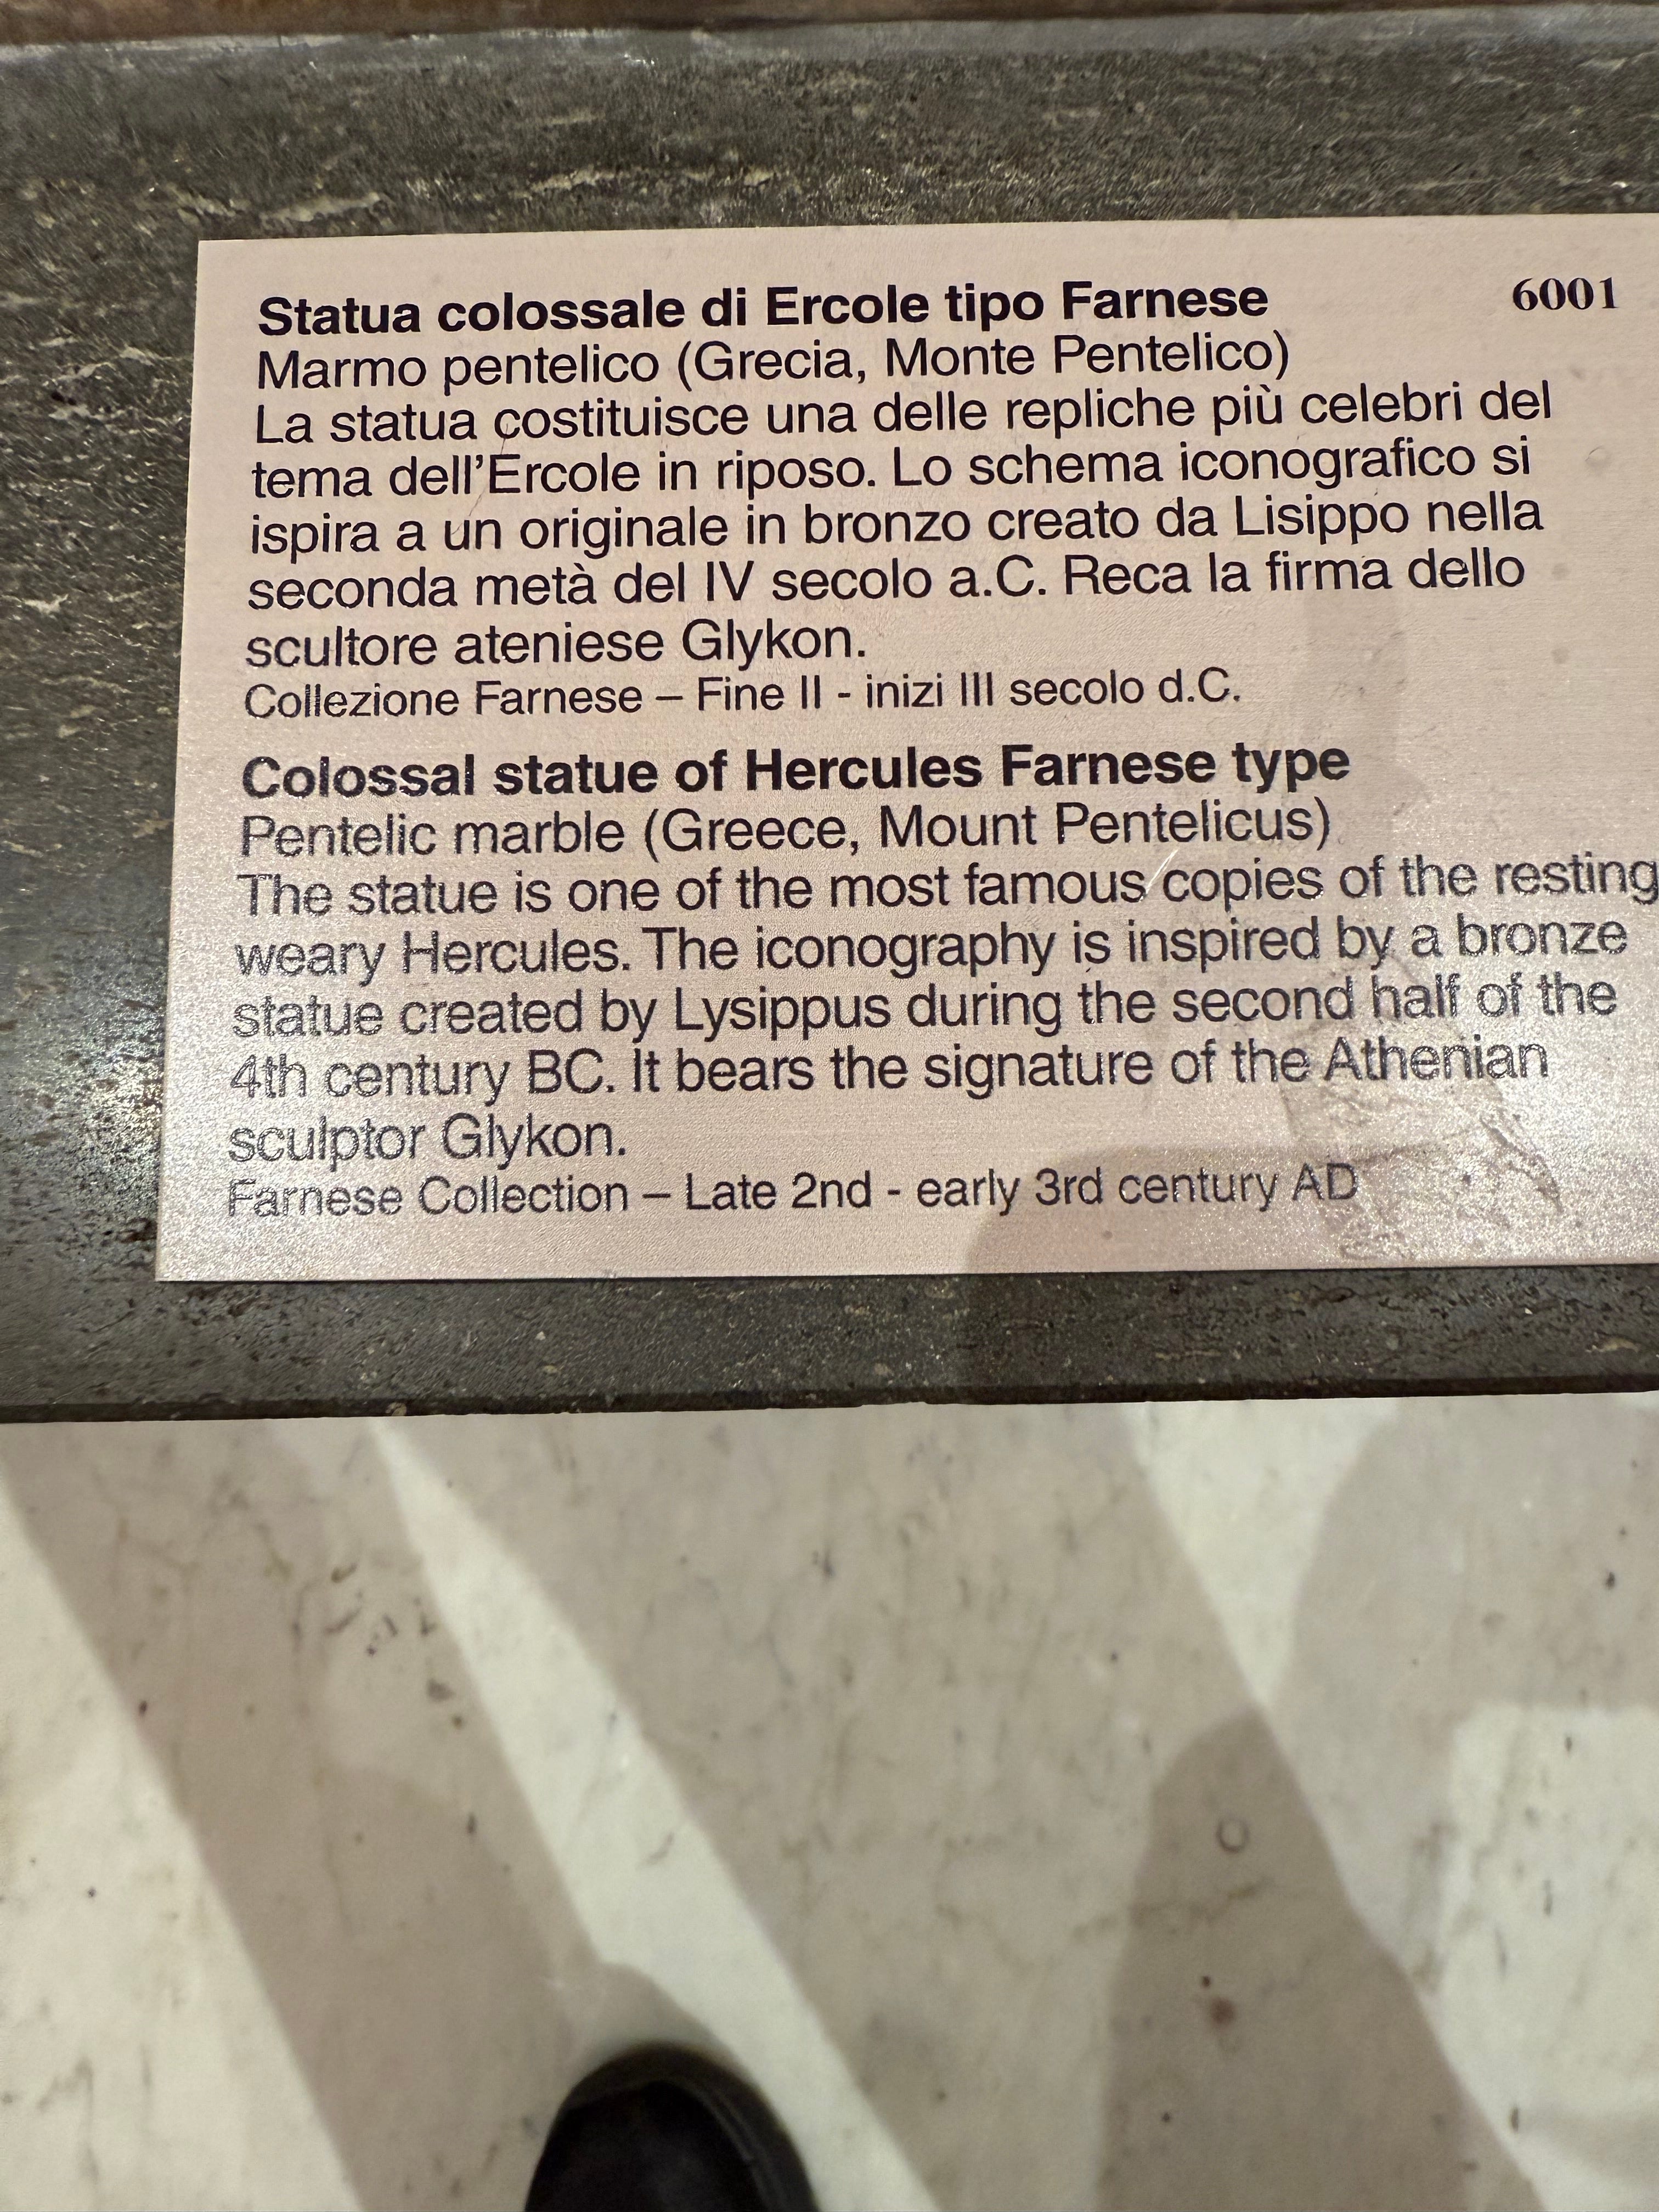 Statua colossale di Ercole tipo Farnese 6001
Marmo pentelico (Grecia, Monte Pentelico)
La statua costituisce una delle repliche più celebri del
tema dell’Ercole in riposo. Lo schema iconografico si
ispira a un originale in bronzo creato da Lisippo nella
seconda metà del IV secolo a.C. Reca la firma dello
scultore ateniese Glykon.
Collezione Farnese – Fine II - inizi III secolo d.C.
Colossal statue of Hercules Farnese type
Pentelic marble (Greece, Mount Pentelicus)
The statue is one of the most famous copies of the resting
weary Hercules. The iconography is inspired by a bronze
statue created by Lysippus during the second half of the
4th century BC. It bears the signature of the Athenian
sculptor Glykon.
Farnese Collection – Late 2nd - early 3rd century AD